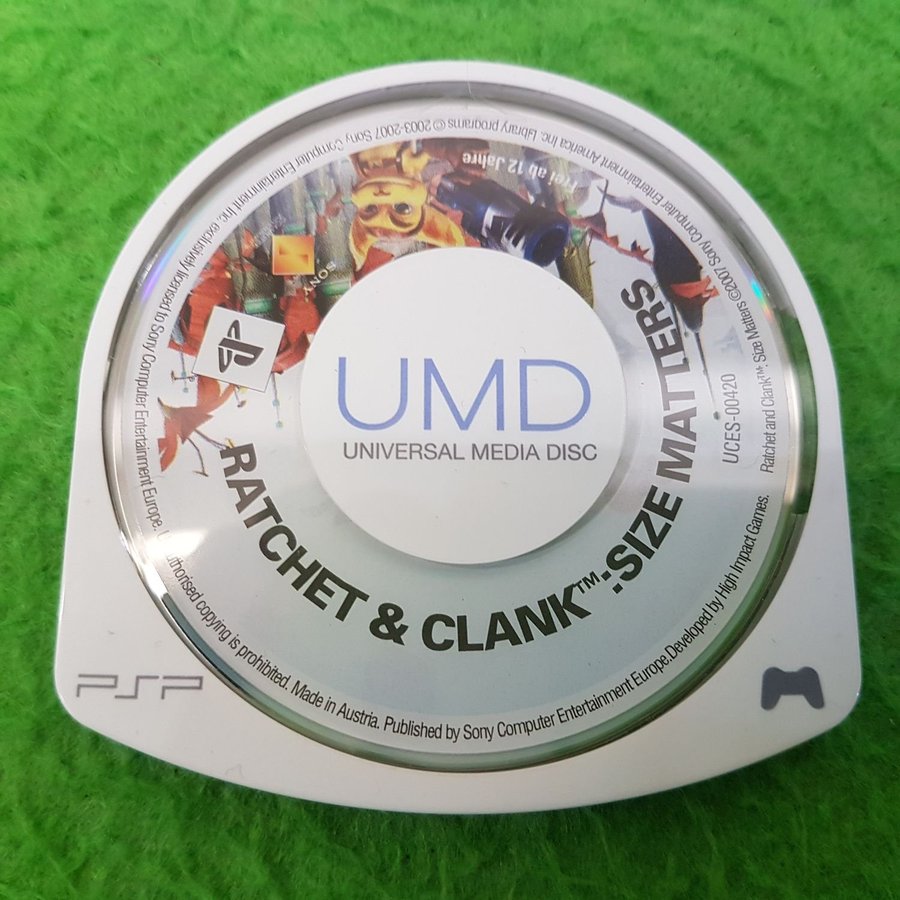 UMD
UNIVERSAL MEDIA DISC
RATCHET & CLANK™: SIZE MATTERS
UCES-00420
Frei ab 12 Jahre
SONY
PSP
Ratchet and Clank™: Size Matters ©2007 Sony Computer Entertainment America Inc. Library programs © 2003-2007 Sony Computer Entertainment Inc. exclusively licensed to Sony Computer Entertainment Europe. Unauthorised copying is prohibited. Made in Austria. Published by Sony Computer Entertainment Europe. Developed by High Impact Games.